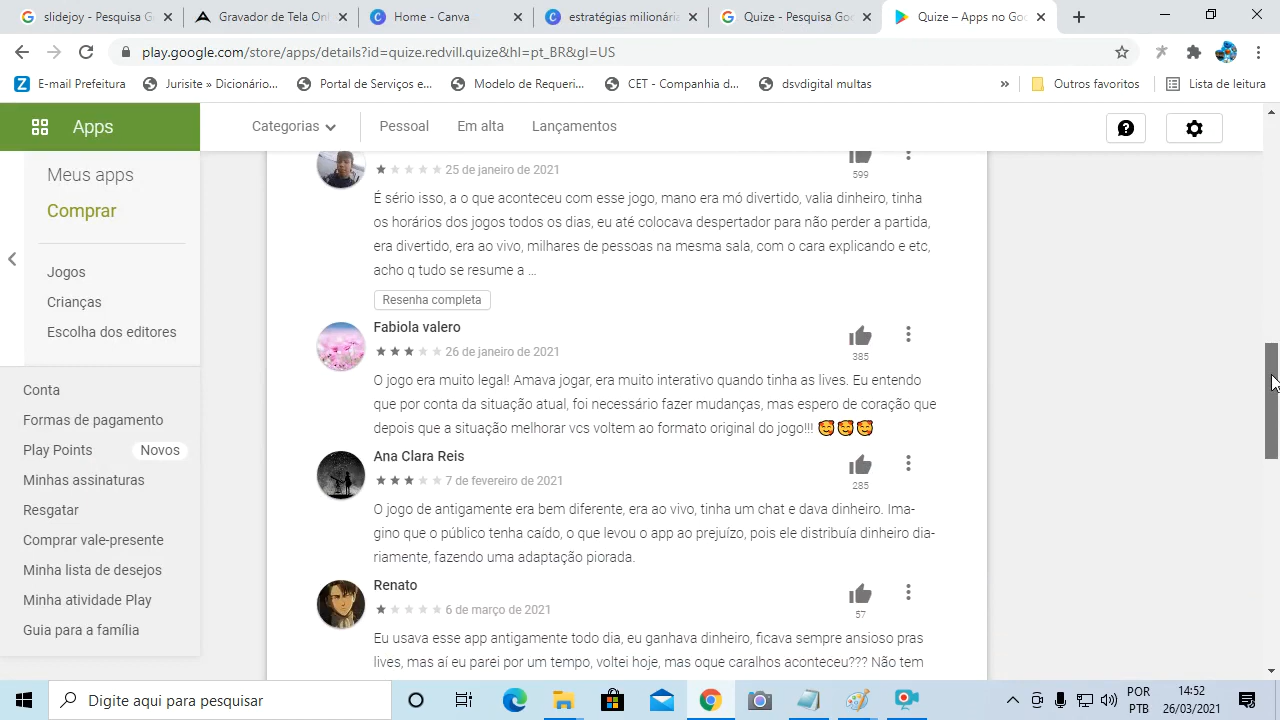 slidejoy - Pesquisa G
Gravador de Tela Onl
Home - Canva
estratégias milionária
Quize - Pesquisa Goo
Quize – Apps no Goo
play.google.com/store/apps/details?id=quize.redvill.quize&hl=pt_BR&gl=US
E-mail Prefeitura
Jurisite » Dicionário...
Portal de Serviços e...
Modelo de Requeri...
CET - Companhia d...
dsvdigital multas
»
Outros favoritos
Lista de leitura
Apps
Categorias
Pessoal
Em alta
Lançamentos
Meus apps
Comprar
Jogos
Crianças
Escolha dos editores
Conta
Formas de pagamento
Play Points
Novos
Minhas assinaturas
Resgatar
Comprar vale-presente
Minha lista de desejos
Minha atividade Play
Guia para a família
25 de janeiro de 2021
599
É sério isso, a o que aconteceu com esse jogo, mano era mó divertido, valia dinheiro, tinha
os horários dos jogos todos os dias, eu até colocava despertador para não perder a partida,
era divertido, era ao vivo, milhares de pessoas na mesma sala, com o cara explicando e etc,
acho q tudo se resume a ...
Resenha completa
Fabiola valero
26 de janeiro de 2021
385
O jogo era muito legal! Amava jogar, era muito interativo quando tinha as lives. Eu entendo
que por conta da situação atual, foi necessário fazer mudanças, mas espero de coração que
depois que a situação melhorar vcs voltem ao formato original do jogo!!! 🥰🥰🥰
Ana Clara Reis
7 de fevereiro de 2021
285
O jogo de antigamente era bem diferente, era ao vivo, tinha um chat e dava dinheiro. Ima-
gino que o público tenha caído, o que levou o app ao prejuízo, pois ele distribuía dinheiro dia-
riamente, fazendo uma adaptação piorada.
Renato
6 de março de 2021
57
Eu usava esse app antigamente todo dia, eu ganhava dinheiro, ficava sempre ansioso pras
lives, mas aí eu parei por um tempo, voltei hoje, mas oque caralhos aconteceu??? Não tem
Digite aqui para pesquisar
POR
PTB
14:52
26/03/2021